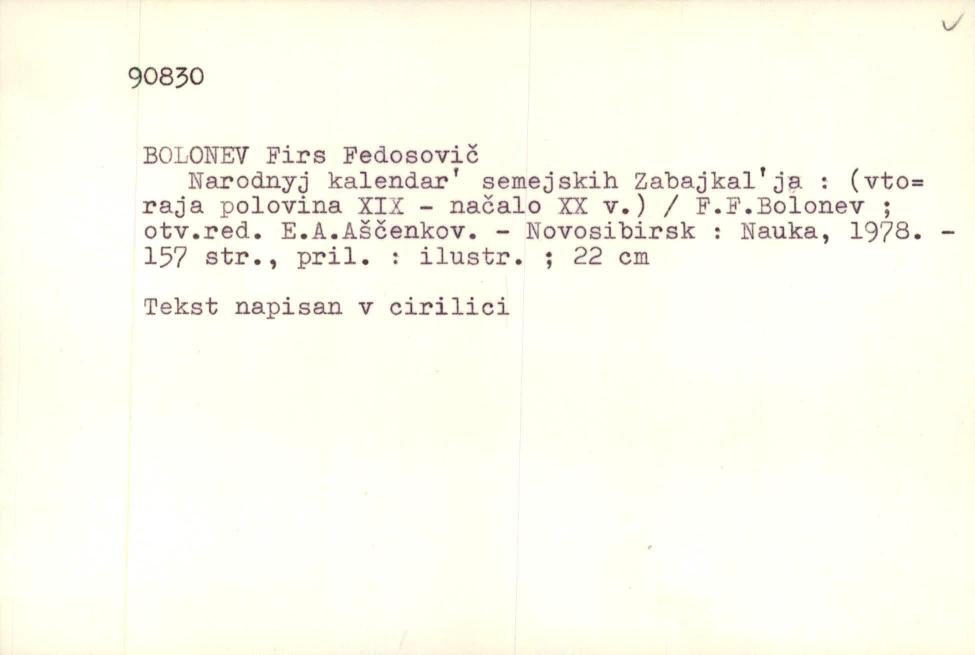 90830
BOLONEV Firs Fedosovič
Narodnyj kalendar' semejskih Zabajkal'ja : (vto=
raja polovina XIX - načalo XX v.) / F.F.Bolonev ;
otv.red. E.A.Aščenkov. - Novosibirsk : Nauka, 1978. -
157 str., pril. : ilustr. ; 22 cm
Tekst napisan v cirilici